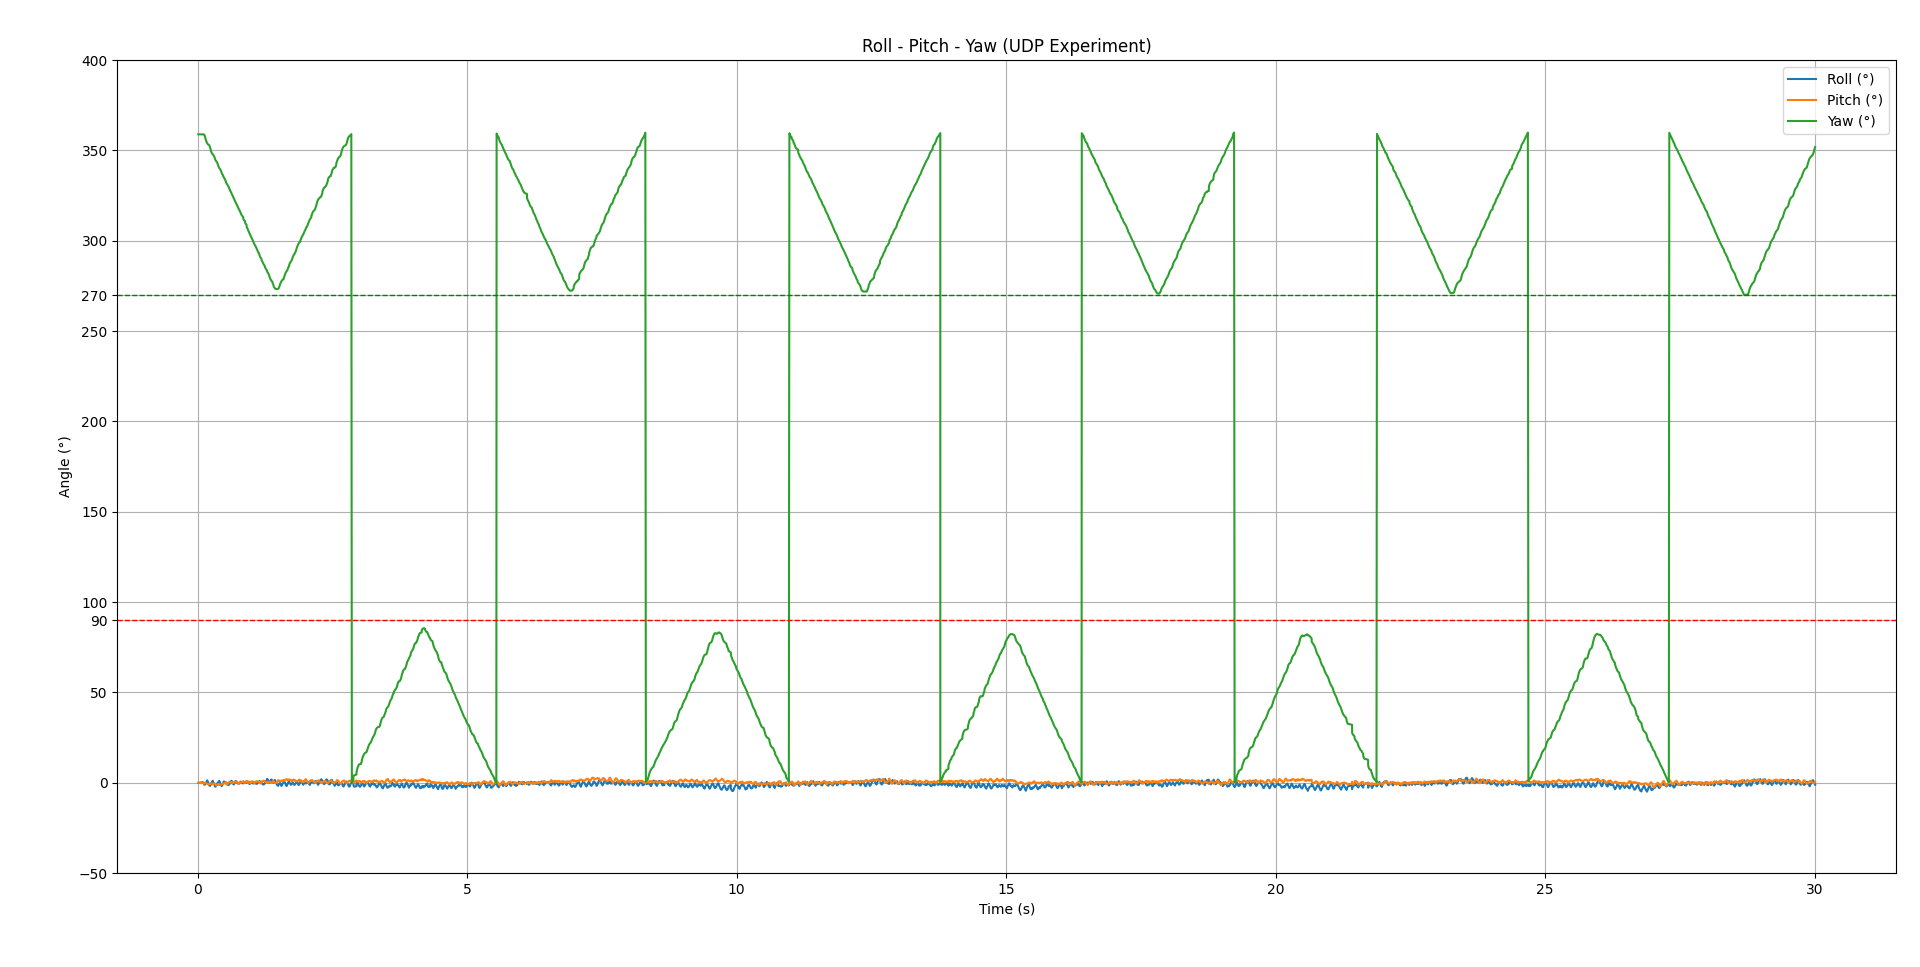 Roll - Pitch - Yaw (UDP Experiment)
Roll (°)
Pitch (°)
Yaw (°)
Angle (°)
400
350
300
270
250
200
150
100
90
50
0
−50
0 5 10 15 20 25 30
Time (s)